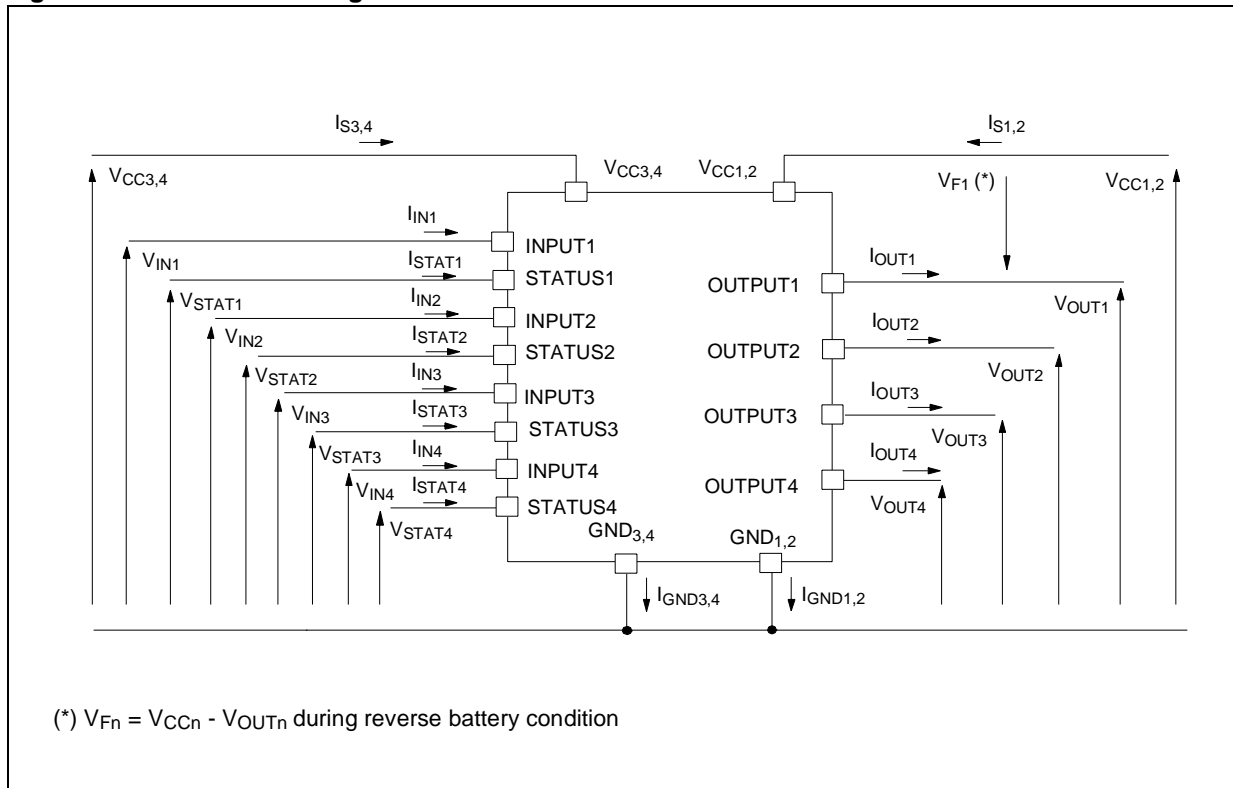 IS3,4
IS1,2
VCC3,4
VCC3,4
VCC1,2
VF1 (*)
VCC1,2
IIN1
INPUT1
VIN1
ISTAT1
STATUS1
OUTPUT1
IOUT1
VOUT1
VSTAT1
IIN2
INPUT2
VIN2
ISTAT2
STATUS2
OUTPUT2
IOUT2
VOUT2
VSTAT2
IIN3
INPUT3
VIN3
ISTAT3
STATUS3
OUTPUT3
IOUT3
VOUT3
VSTAT3
IIN4
INPUT4
VIN4
ISTAT4
STATUS4
OUTPUT4
IOUT4
VOUT4
VSTAT4
GND3,4
GND1,2
IGND3,4
IGND1,2
(*) VFn = VCCn - VOUTn during reverse battery condition